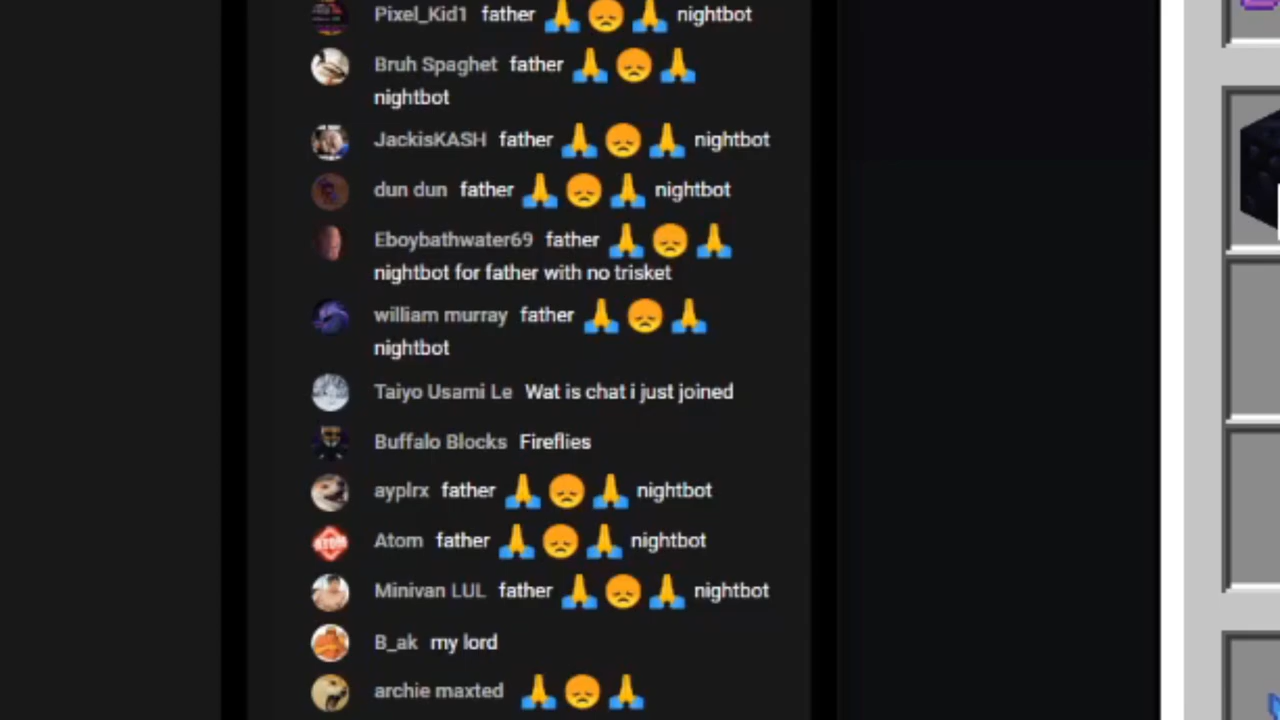 Pixel_Kid1 father 🙏 😞 🙏 nightbot
Bruh Spaghet father 🙏 😞 🙏
nightbot
JackisKASH father 🙏 😞 🙏 nightbot
dun dun father 🙏 😞 🙏 nightbot
Eboybathwater69 father 🙏 😞 🙏
nightbot for father with no trisket
william murray father 🙏 😞 🙏
nightbot
Taiyo Usami Le Wat is chat i just joined
Buffalo Blocks Fireflies
ayplrx father 🙏 😞 🙏 nightbot
Atom father 🙏 😞 🙏 nightbot
Minivan LUL father 🙏 😞 🙏 nightbot
B_ak my lord
archie maxted 🙏 😞 🙏